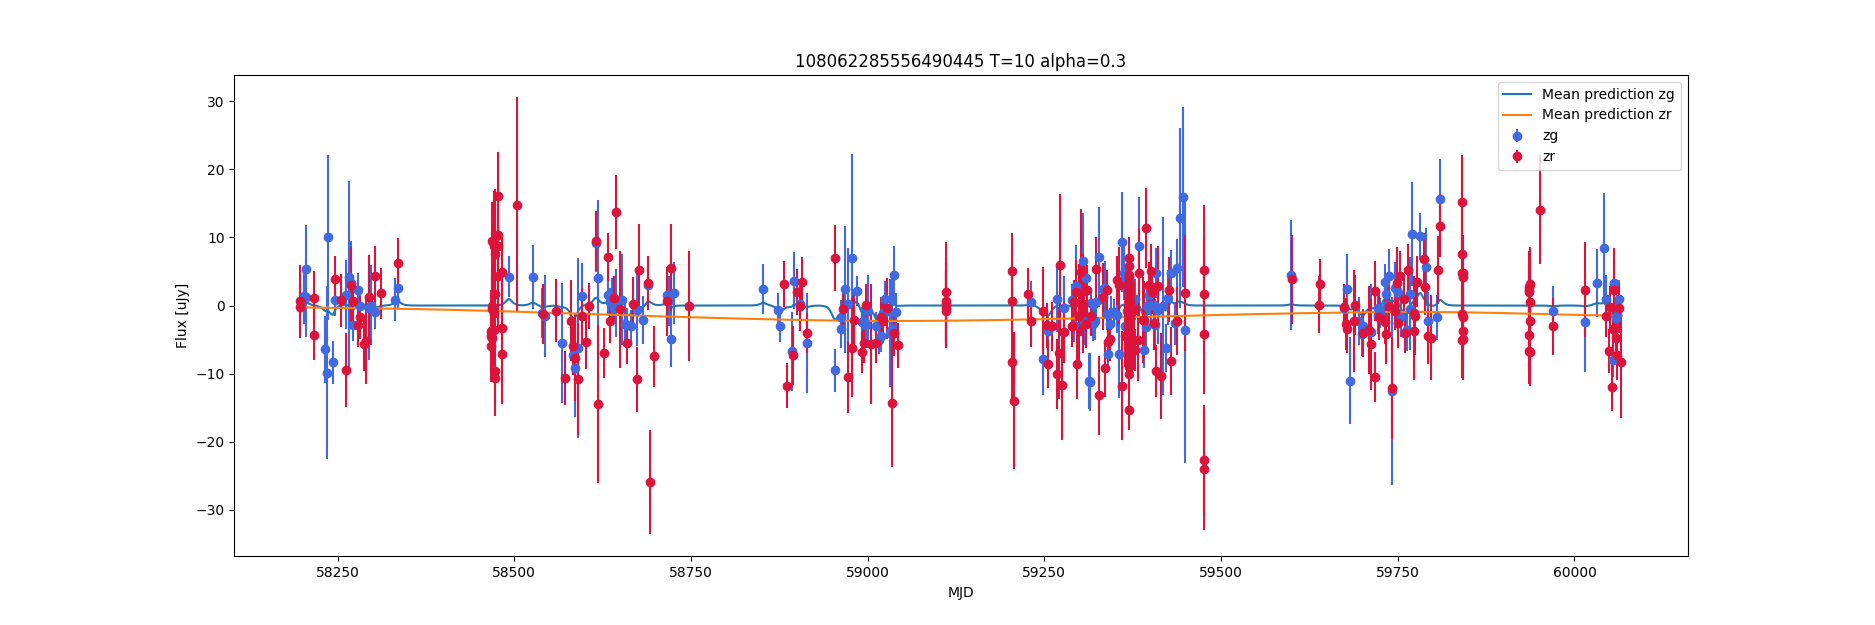 108062285556490445 T=10 alpha=0.3
Mean prediction zg
Mean prediction zr
zg
zr
30
20
10
0
−10
−20
−30
Flux [uJy]
58250 58500 58750 59000 59250 59500 59750 60000
MJD